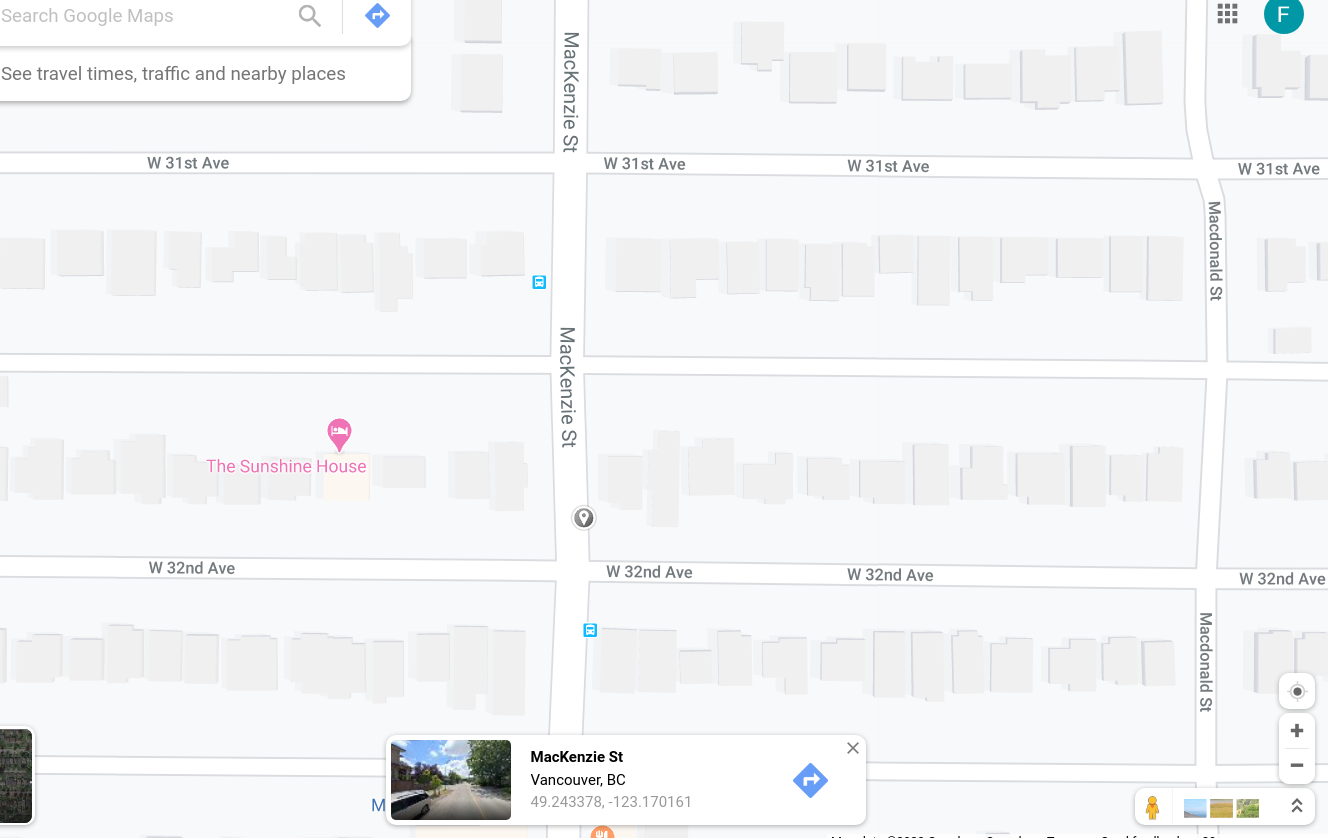 Search Google Maps
F
See travel times, traffic and nearby places
MacKenzie St
W 31st Ave
W 31st Ave
W 31st Ave
W 31st Ave
Macdonald St
MacKenzie St
The Sunshine House
W 32nd Ave
W 32nd Ave
W 32nd Ave
W 32nd Ave
Macdonald St
MacKenzie St
Vancouver, BC
49.243378, -123.170161
M